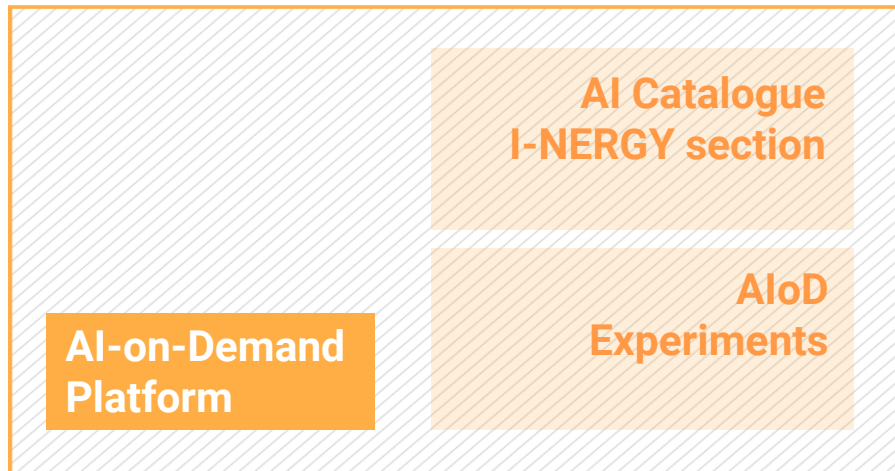 AI Catalogue
I-NERGY section
AIoD
Experiments
AI-on-Demand
Platform